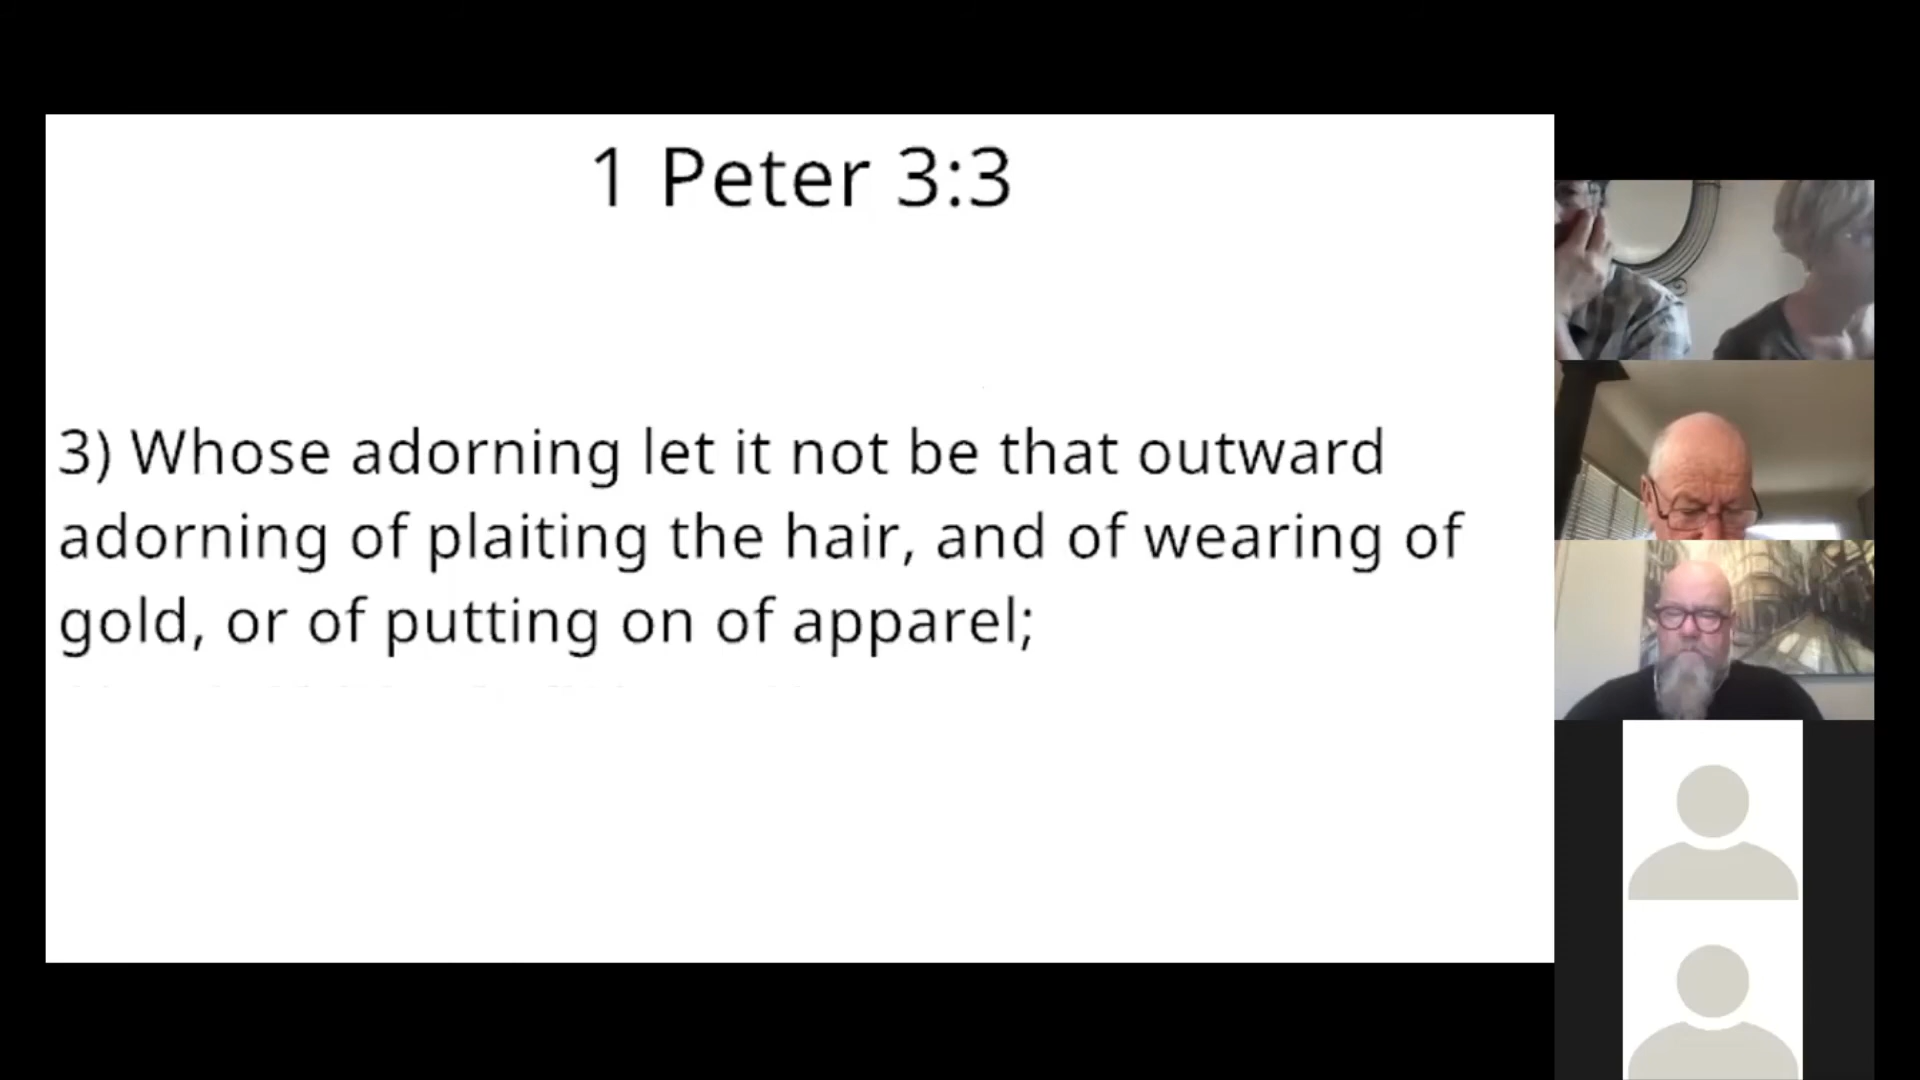 1 Peter 3:3
3) Whose adorning let it not be that outward
adorning of plaiting the hair, and of wearing of
gold, or of putting on of apparel;